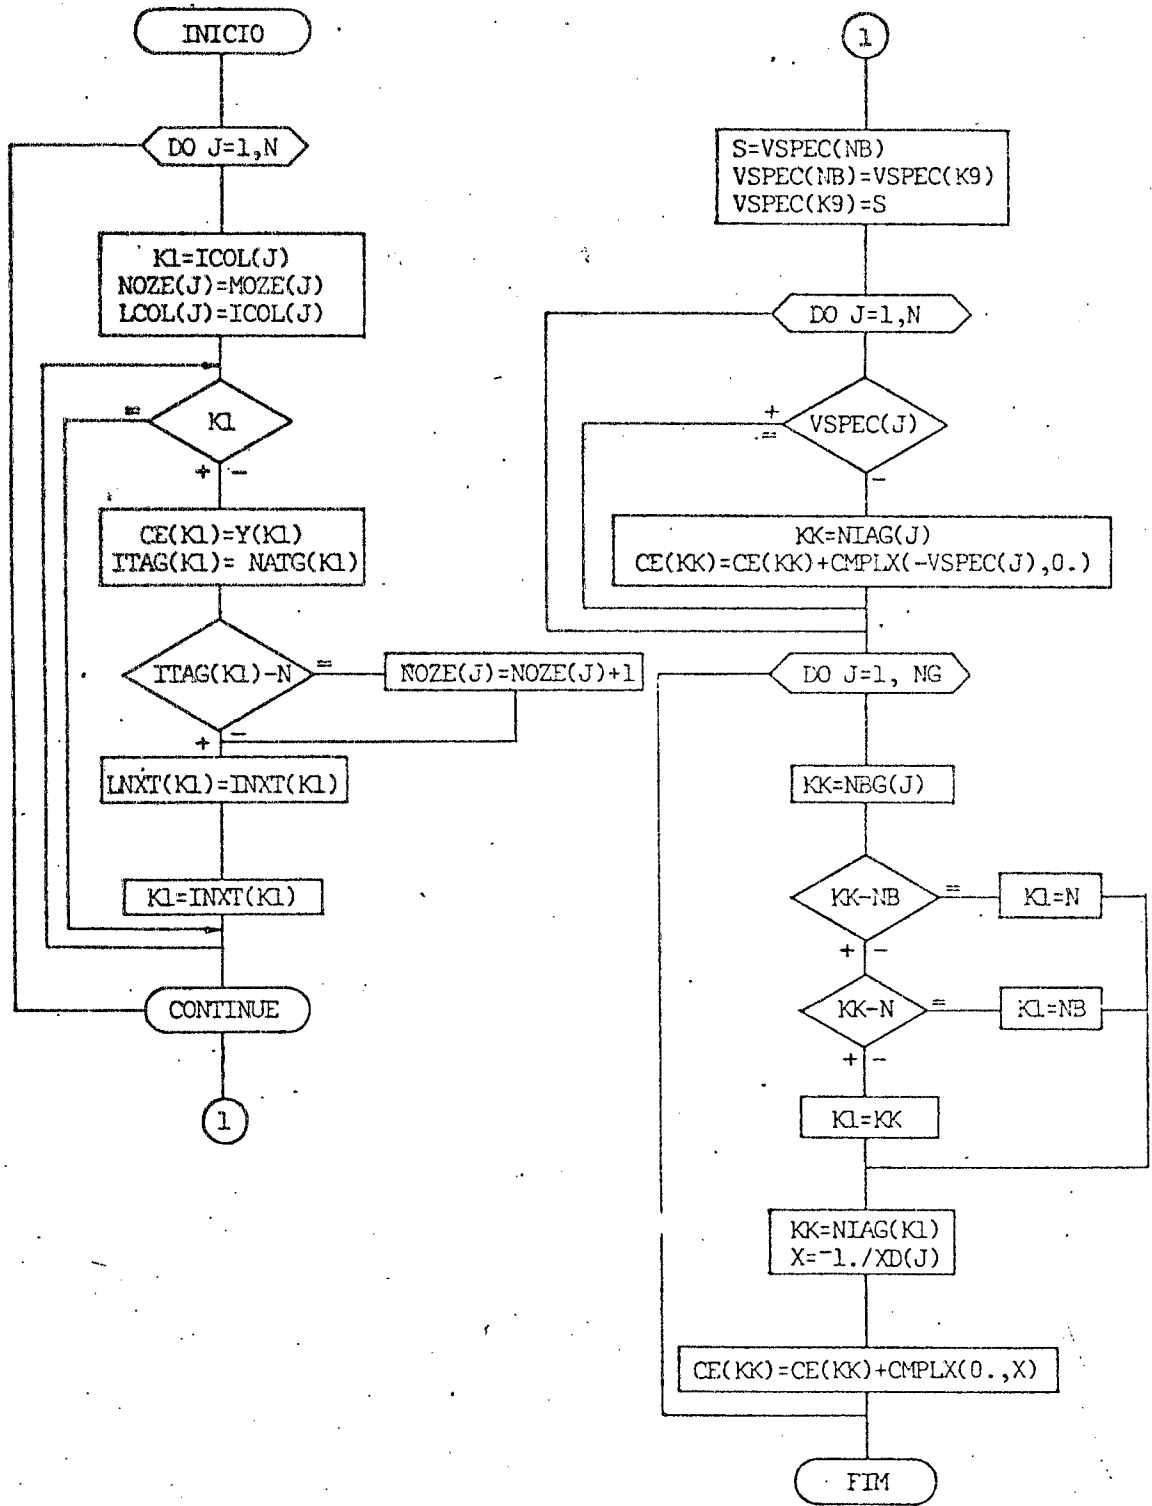 INICIO
DO J=1,N
K1=ICOL(J)
NOZE(J)=MOZE(J)
LCOL(J)=ICOL(J)
=
K1
+ -
CE(K1)=Y(K1)
ITAG(K1)= NATG(K1)
ITAG(K1)-N
=
NOZE(J)=NOZE(J)+1
+ -
LNXT(K1)=INXT(K1)
K1=INXT(K1)
CONTINUE
1
1
S=VSPEC(NB)
VSPEC(NB)=VSPEC(K9)
VSPEC(K9)=S
DO J=1,N
+
=
VSPEC(J)
-
KK=NIAG(J)
CE(KK)=CE(KK)+CMPLX(-VSPEC(J),0.)
DO J=1, NG
KK=NBG(J)
KK-NB
=
K1=N
+ -
KK-N
=
K1=NB
+ -
K1=KK
KK=NIAG(K1)
X=-1./XD(J)
CE(KK)=CE(KK)+CMPLX(0.,X)
FIM